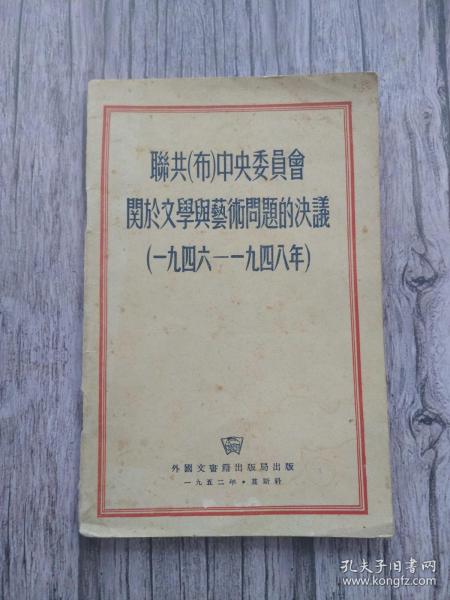 聯共(布)中央委員會
関於文學與藝術問題的決議
(一九四六—一九四八年)
外國文書籍出版局出版
一九五二年・莫斯科
孔夫子旧书网
www.kongfz.com